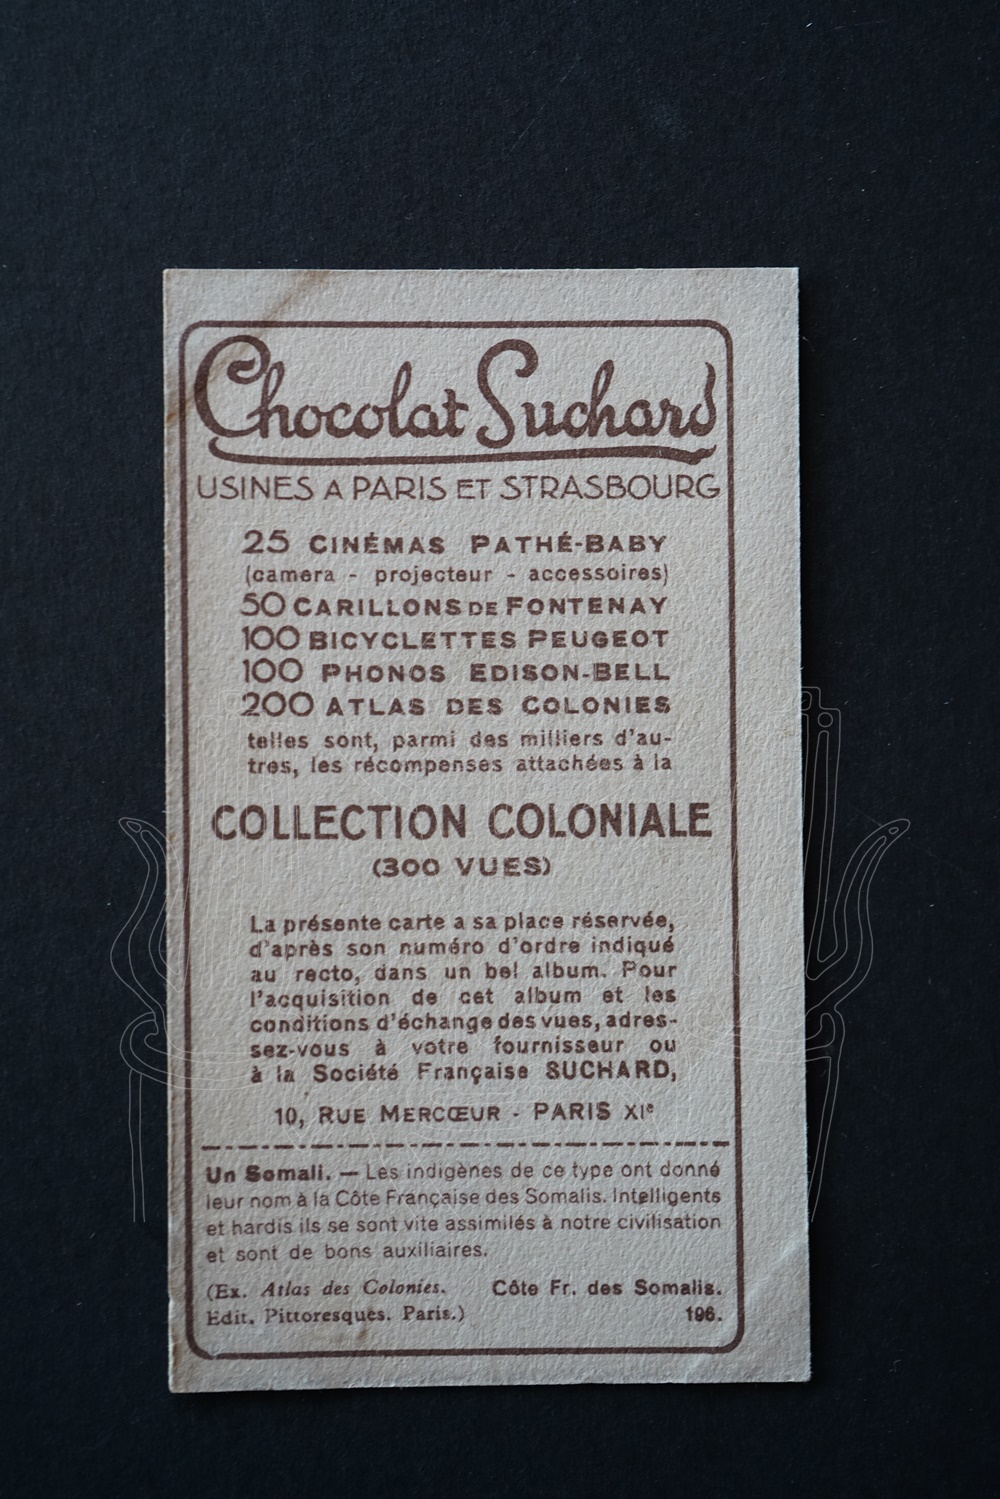 Chocolat Suchard
USINES A PARIS ET STRASBOURG
25 CINÉMAS PATHÉ-BABY
(camera - projecteur - accessoires)
50 CARILLONS DE FONTENAY
100 BICYCLETTES PEUGEOT
100 PHONOS EDISON-BELL
200 ATLAS DES COLONIES
telles sont, parmi des milliers d'au-
tres, les récompenses attachées à la
COLLECTION COLONIALE
(300 VUES)
La présente carte a sa place réservée,
d'après son numéro d'ordre indiqué
au recto, dans un bel album. Pour
l'acquisition de cet album et les
conditions d'échange des vues, adres-
sez-vous à votre fournisseur ou
à la Société Française SUCHARD,
10, RUE MERCŒUR - PARIS XIe
Un Somali. — Les indigènes de ce type ont donné
leur nom à la Côte Française des Somalis. Intelligents
et hardis ils se sont vite assimilés à notre civilisation
et sont de bons auxiliaires.
(Ex. Atlas des Colonies. Côte Fr. des Somalis.
Edit. Pittoresques. Paris.) 196.